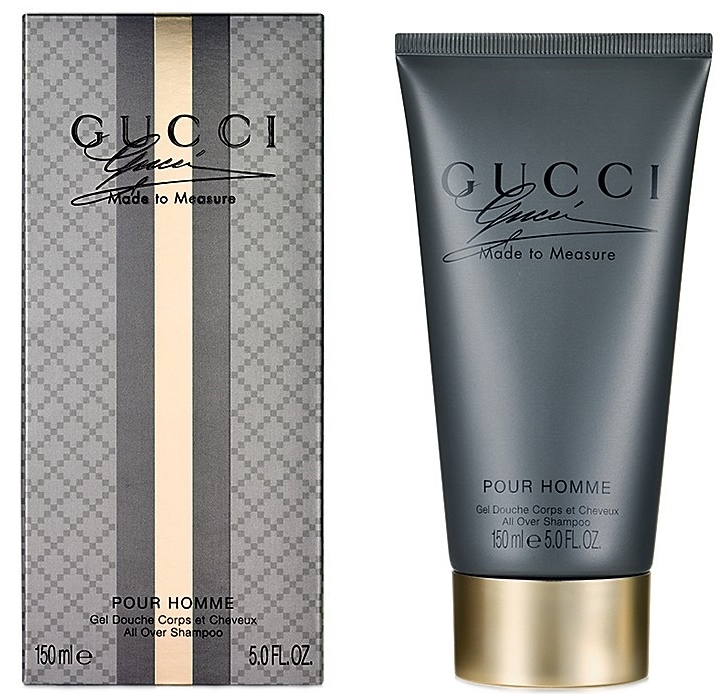 GUCCI
Gucci
Made to Measure
POUR HOMME
Gel Douche Corps et Cheveux
All Over Shampoo
150 ml e 5.0 FL. OZ.
GUCCI
Gucci
Made to Measure
POUR HOMME
Gel Douche Corps et Cheveux
All Over Shampoo
150 ml e 5.0 FL. OZ.